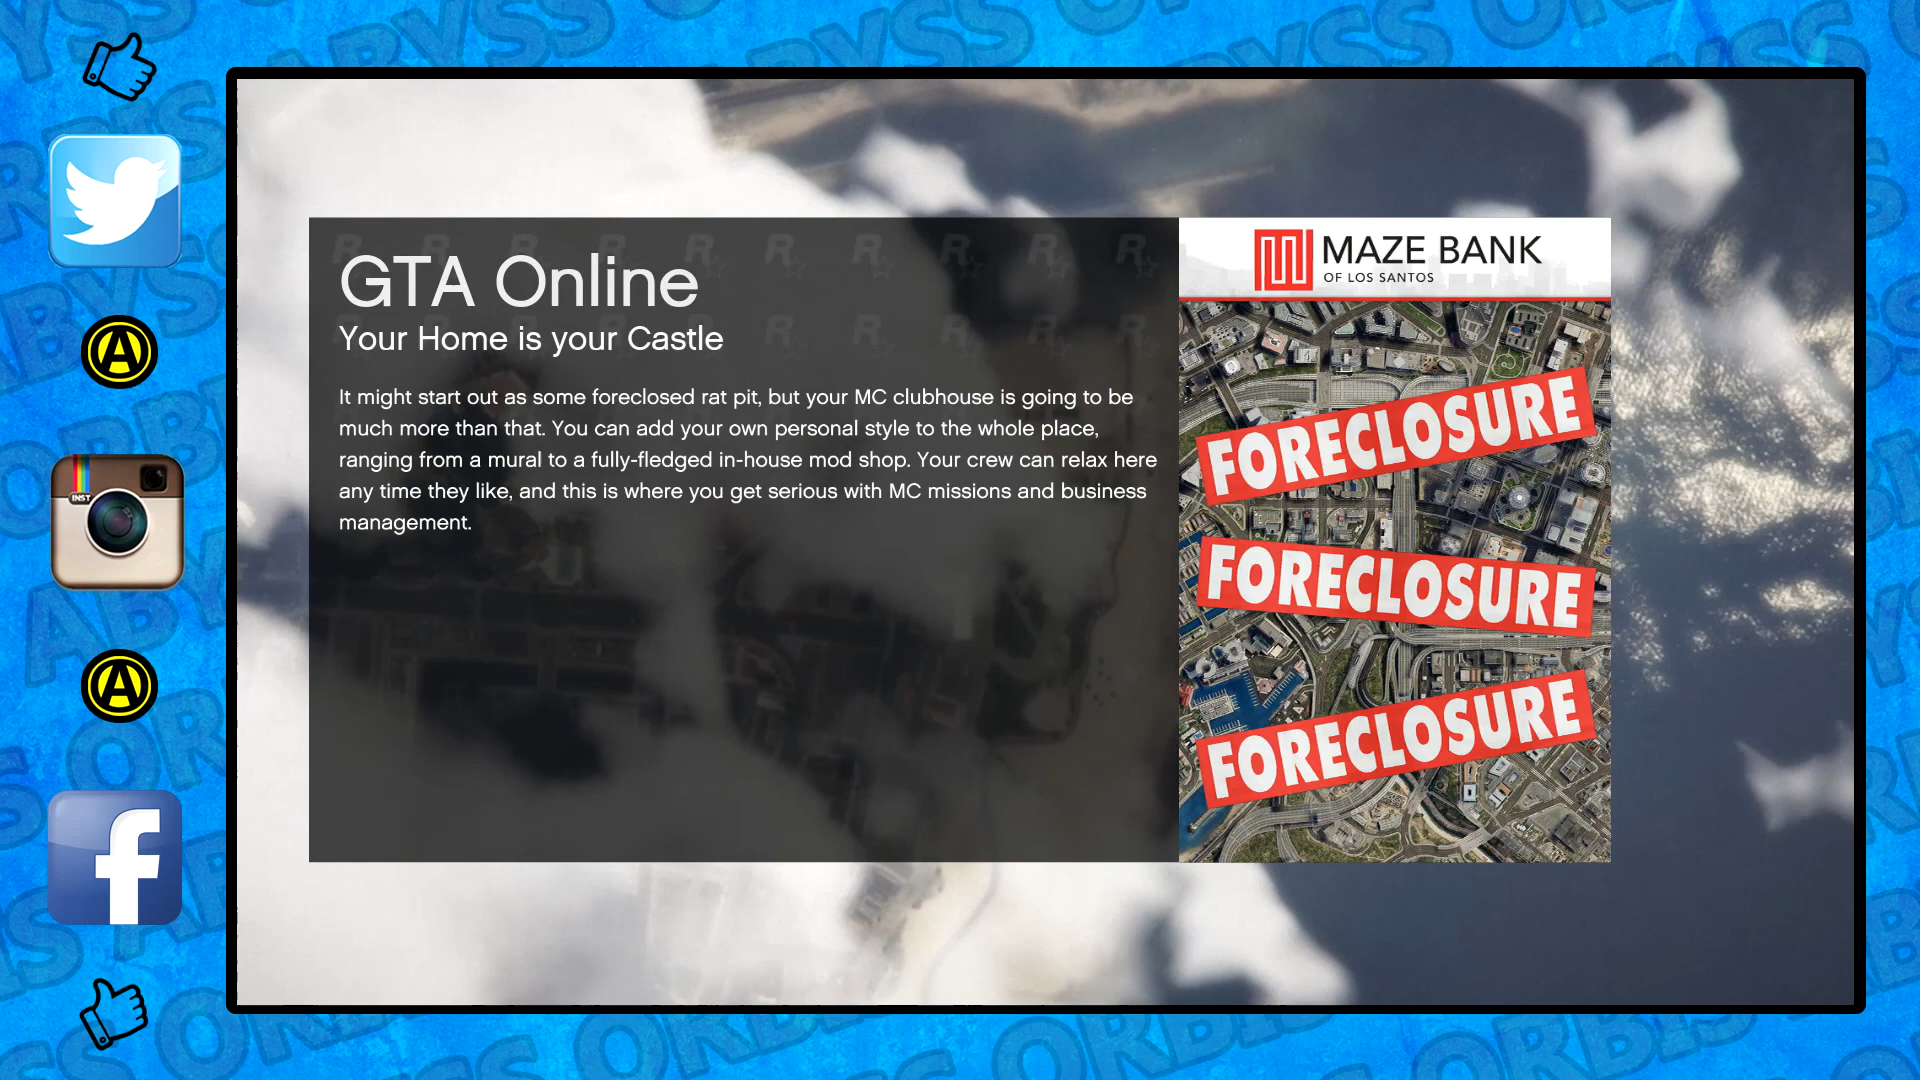 GTA Online
Your Home is your Castle
It might start out as some foreclosed rat pit, but your MC clubhouse is going to be
much more than that. You can add your own personal style to the whole place,
ranging from a mural to a fully-fledged in-house mod shop. Your crew can relax here
any time they like, and this is where you get serious with MC missions and business
management.
MAZE BANK
OF LOS SANTOS
FORECLOSURE
FORECLOSURE
FORECLOSURE
INST
ABYSS
ORBIS